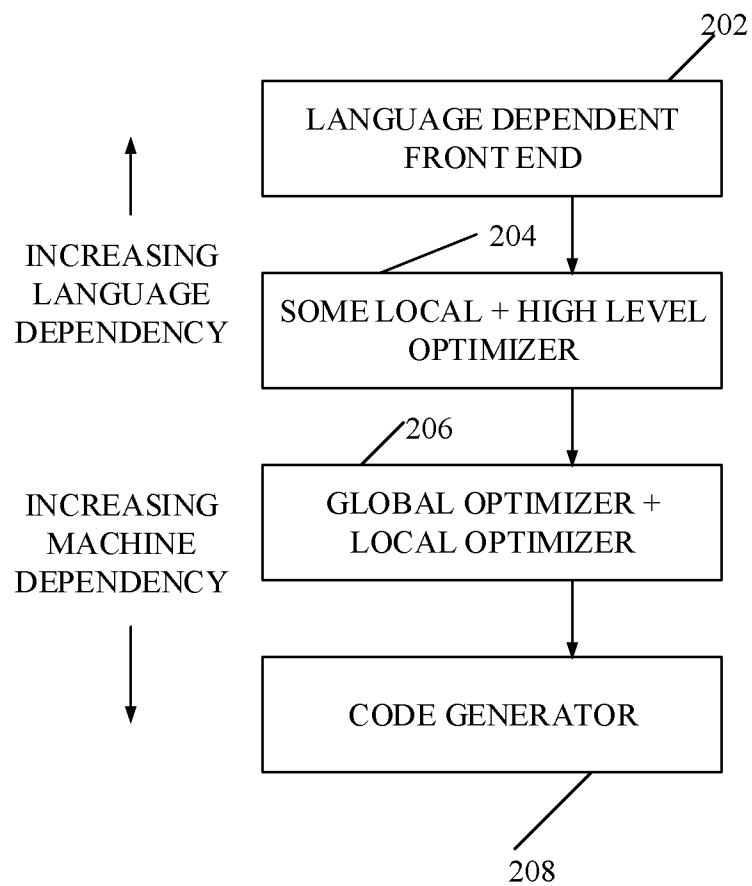 202
LANGUAGE DEPENDENT
FRONT END
204
INCREASING
LANGUAGE
DEPENDENCY
SOME LOCAL + HIGH LEVEL
OPTIMIZER
206
INCREASING
MACHINE
DEPENDENCY
GLOBAL OPTIMIZER +
LOCAL OPTIMIZER
CODE GENERATOR
208